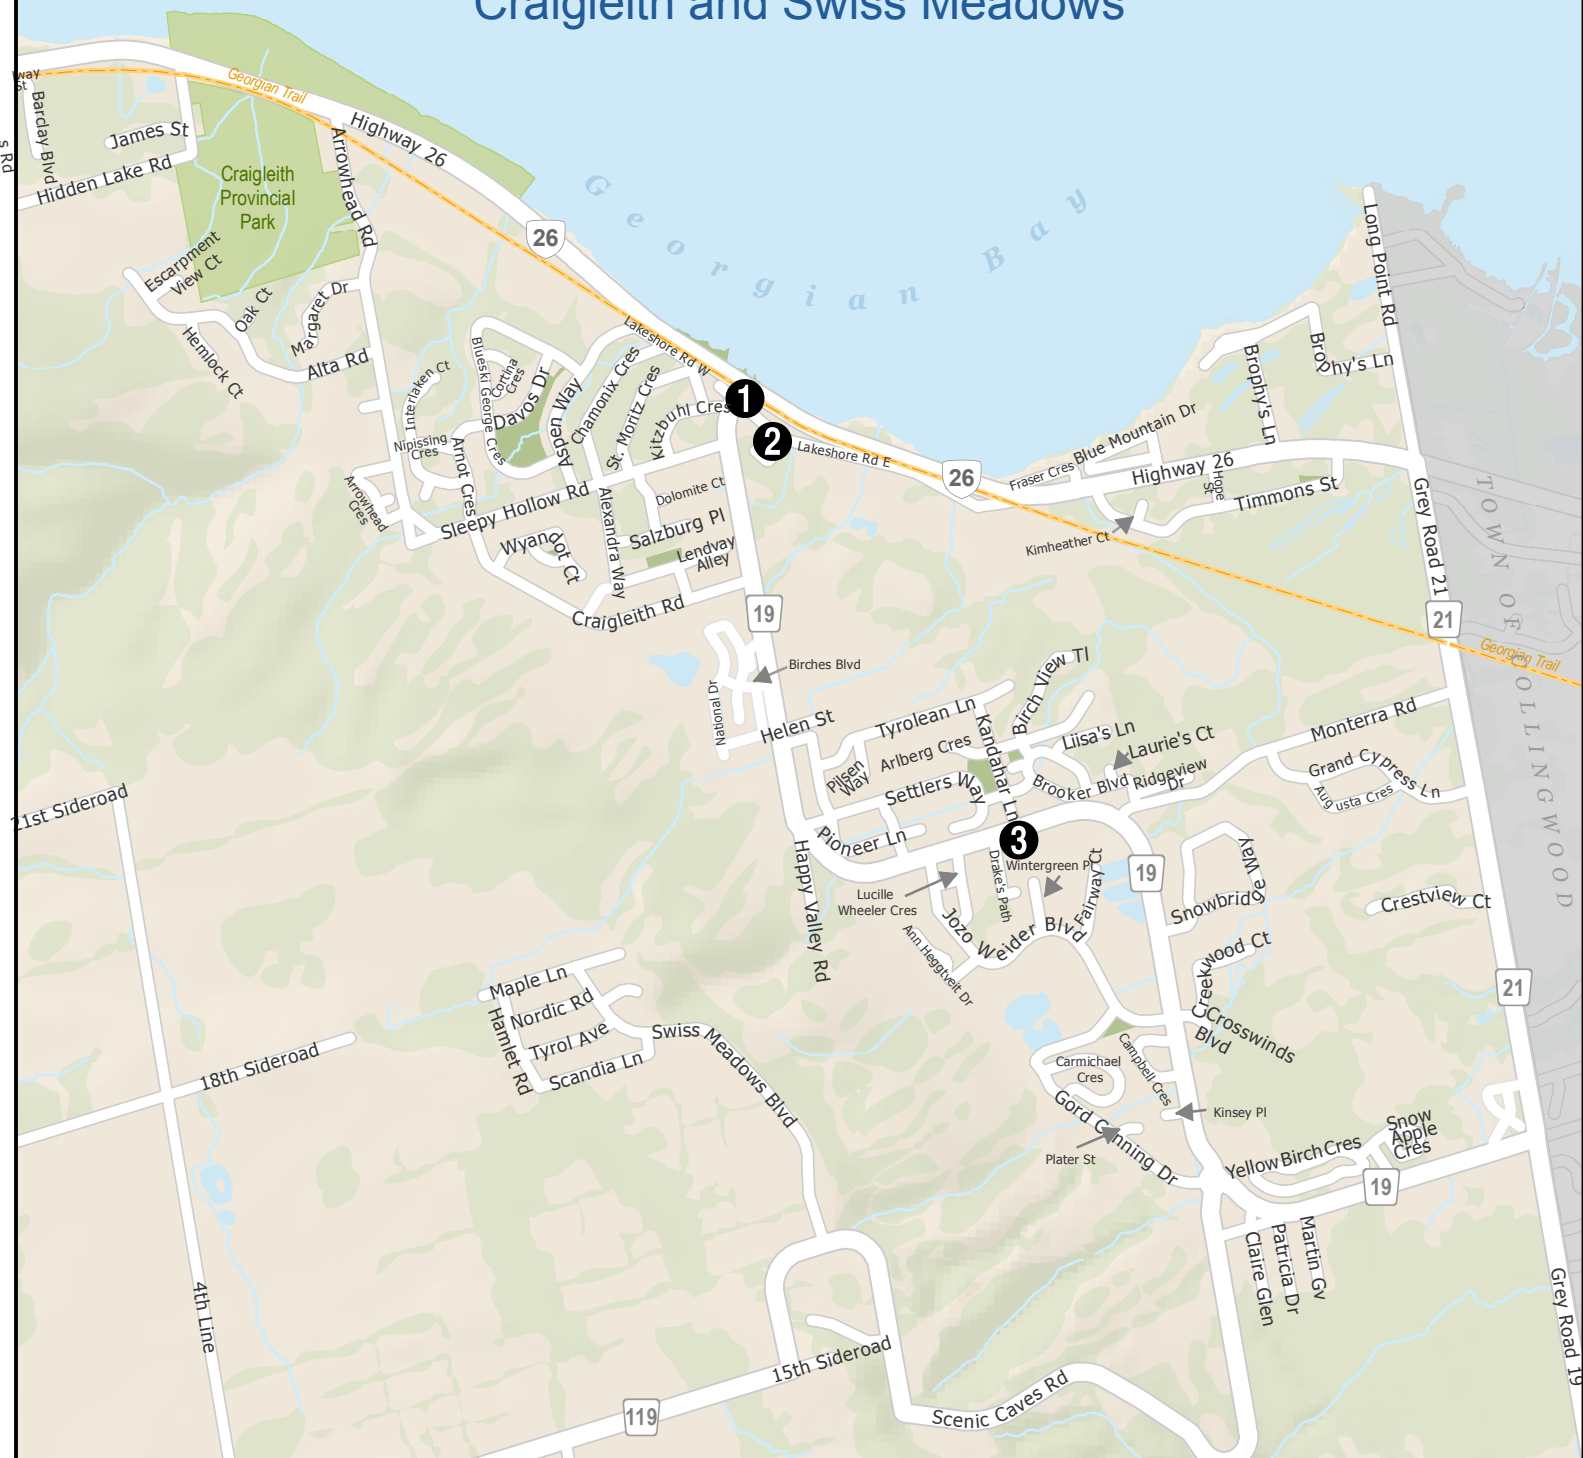 Craigleith and Swiss Meadows
way
St
Barclay Blvd
s Rd
James St
Hidden Lake Rd
Georgian Trail
Highway 26
Arrowhead Rd
Craigleith
Provincial
Park
26
Georgian Bay
Long Point Rd
Escarpment
View Ct
Oak Ct
Margaret Dr
Hemlock Ct
Alta Rd
Lakeshore Rd W
Blueski George Cres
Cortina
Cres
Interlaken Ct
Davos Dr
Aspen Way
Chamonix Cres
St. Moritz Cres
Kitzbuhl Cres
1
2
Lakeshore Rd E
26
Nipissing
Cres
Arnot Cres
Arrowhead
Cres
Sleepy Hollow Rd
Alexandra Way
Dolomite Ct
Salzburg Pl
Lendvay
Alley
Wyandot Ct
Craigleith Rd
Fraser Cres
Blue Mountain Dr
Highway 26
Brophy's Ln
Brophy's Ln
Hope
St
Timmons St
Kimheather Ct
Grey Road 21
TOWN OF COLLINGWOOD
19
21
Georgian Trail
Birches Blvd
National Dr
Helen St
Tyrolean Ln
Birch View Tl
Kandahar Ln
Arlberg Cres
Pilsen
Way
Settlers Way
Liisa's Ln
Laurie's Ct
Brooker Blvd
Ridgeview
Dr
Monterra Rd
Grand Cypress Ln
Augusta Cres
21st Sideroad
Pioneer Ln
3
Happy Valley Rd
Drake's Path
Wintergreen Pl
Fairway Ct
19
Lucille
Wheeler Cres
Jozo Weider Blvd
Ann Heggtveit Dr
Snowbridge Way
Crestview Ct
Creekwood Ct
Crosswinds
Blvd
21
Maple Ln
Nordic Rd
Tyrol Ave
Scandia Ln
Hamlet Rd
Swiss Meadows Blvd
18th Sideroad
Carmichael
Cres
Campbell Cres
Kinsey Pl
Gord Canning Dr
Plater St
Yellow Birch Cres
Snow
Apple
Cres
19
Claire Glen
Patricia Dr
Martin Gv
4th Line
15th Sideroad
119
Scenic Caves Rd
Grey Road 19